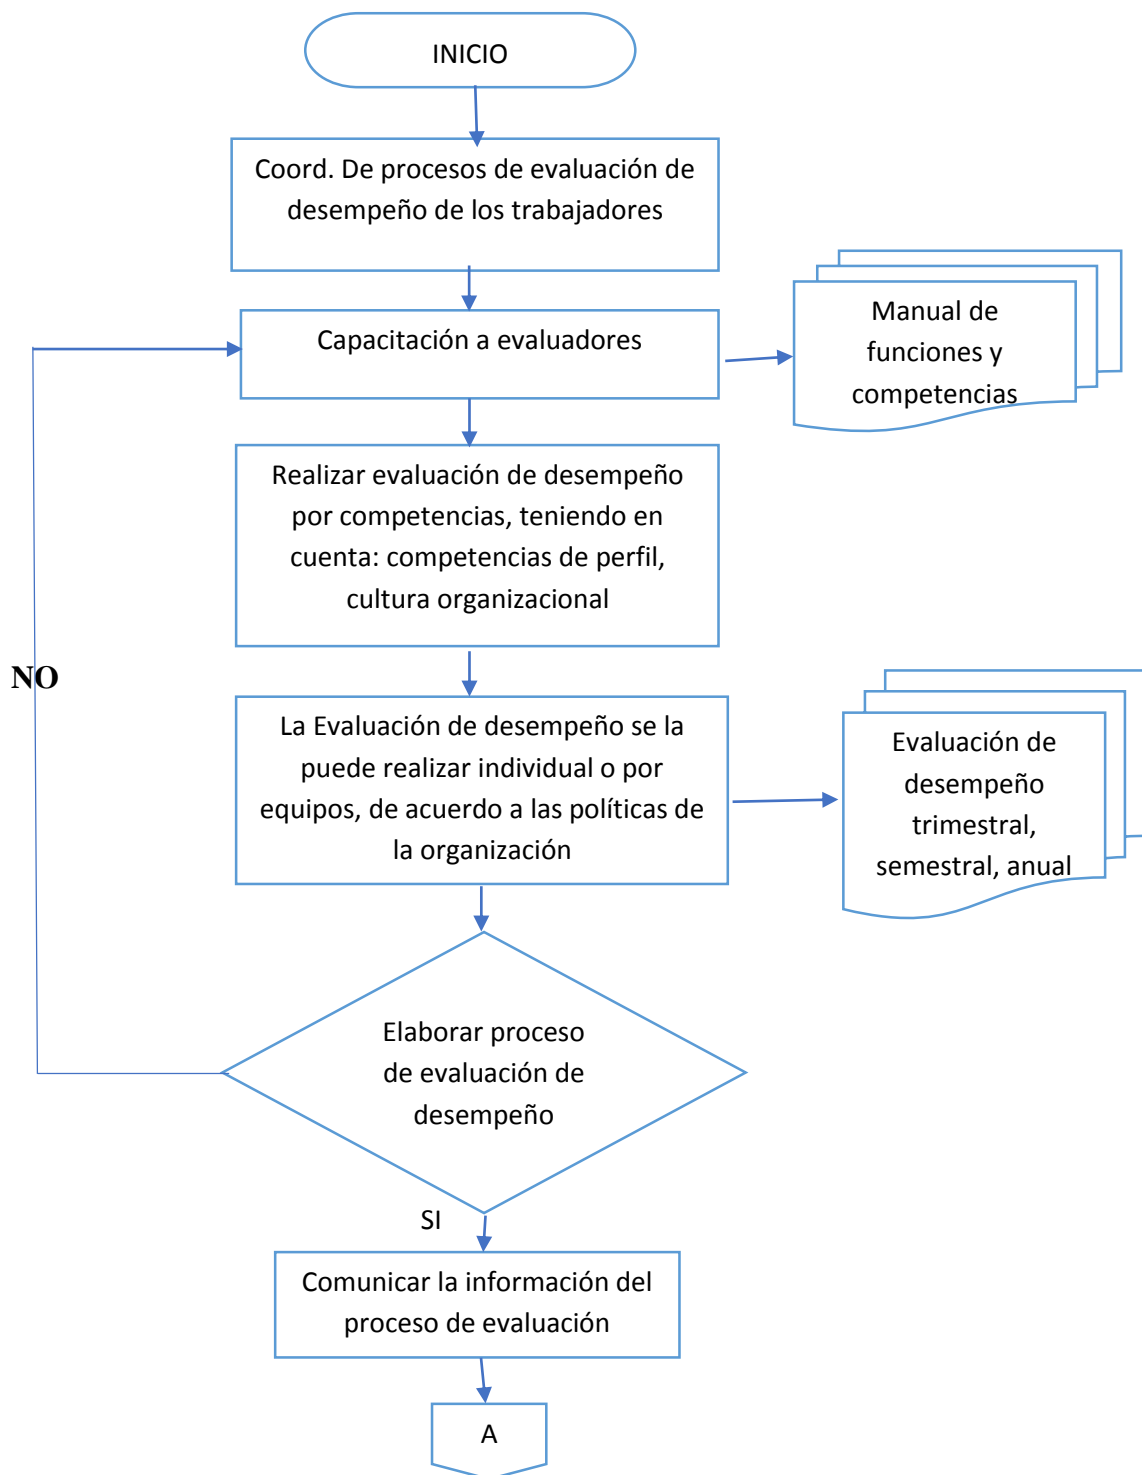 INICIO
Coord. De procesos de evaluación de
desempeño de los trabajadores
Capacitación a evaluadores
Manual de
funciones y
competencias
Realizar evaluación de desempeño
por competencias, teniendo en
cuenta: competencias de perfil,
cultura organizacional
NO
La Evaluación de desempeño se la
puede realizar individual o por
equipos, de acuerdo a las políticas de
la organización
Evaluación de
desempeño
trimestral,
semestral, anual
Elaborar proceso
de evaluación de
desempeño
SI
Comunicar la información del
proceso de evaluación
A